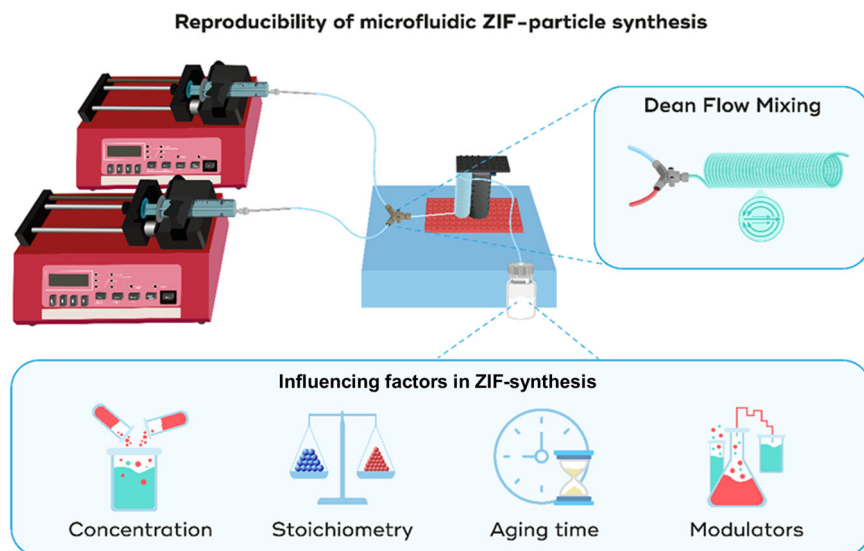 Reproducibility of microfluidic ZIF-particle synthesis
Dean Flow Mixing
Influencing factors in ZIF-synthesis
Concentration
Stoichiometry
Aging time
Modulators